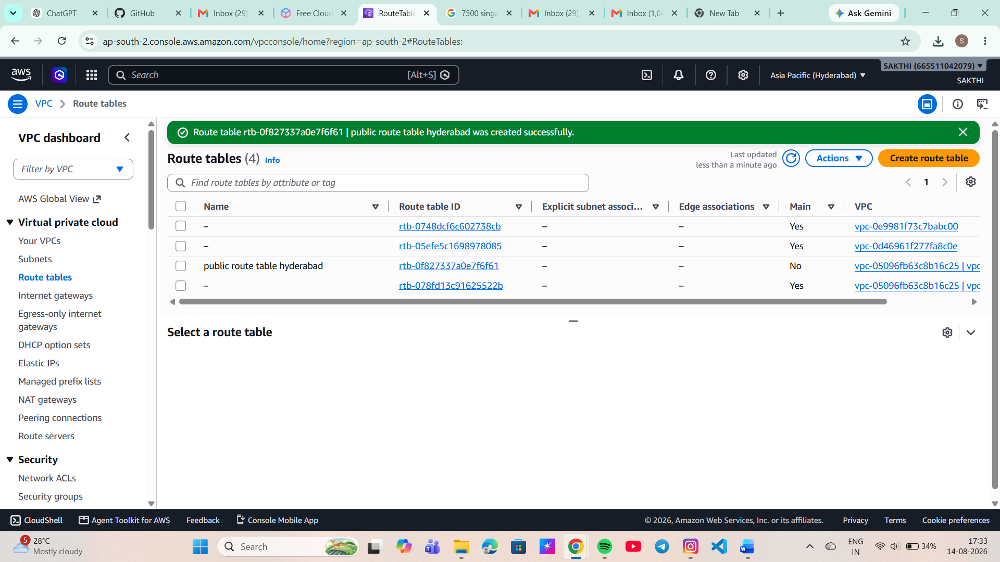 ChatGPT
GitHub
Inbox (29)
Free Cloud
RouteTable
7500 singa
Inbox (29)
Inbox (1,04
New Tab
Ask Gemini
ap-south-2.console.aws.amazon.com/vpcconsole/home?region=ap-south-2#RouteTables:
S
aws
Search
[Alt+S]
Asia Pacific (Hyderabad)
SAKTHI (665511042079)
SAKTHI
VPC
Route tables
VPC dashboard
Filter by VPC
AWS Global View
Virtual private cloud
Your VPCs
Subnets
Route tables
Internet gateways
Egress-only internet
gateways
DHCP option sets
Elastic IPs
Managed prefix lists
NAT gateways
Peering connections
Route servers
Security
Network ACLs
Security groups
Route table rtb-0f827337a0e7f6f61 | public route table hyderabad was created successfully.
Route tables (4) Info
Last updated
less than a minute ago
Actions
Create route table
Find route tables by attribute or tag
1
Name Route table ID Explicit subnet associ... Edge associations Main VPC
– rtb-0748dcf6c602738cb – – Yes vpc-0e9981f73c7babc00
– rtb-05efe5c1698978085 – – Yes vpc-0d46961f277fa8c0e
public route table hyderabad rtb-0f827337a0e7f6f61 – – No vpc-05096fb63c8b16c25 | vpc
– rtb-078fd13c91625522b – – Yes vpc-05096fb63c8b16c25 | vpc
Select a route table
CloudShell
Agent Toolkit for AWS
Feedback
Console Mobile App
© 2026, Amazon Web Services, Inc. or its affiliates.
Privacy
Terms
Cookie preferences
5
28°C
Mostly cloudy
Search
ENG
IN
34%
17:33
14-08-2026